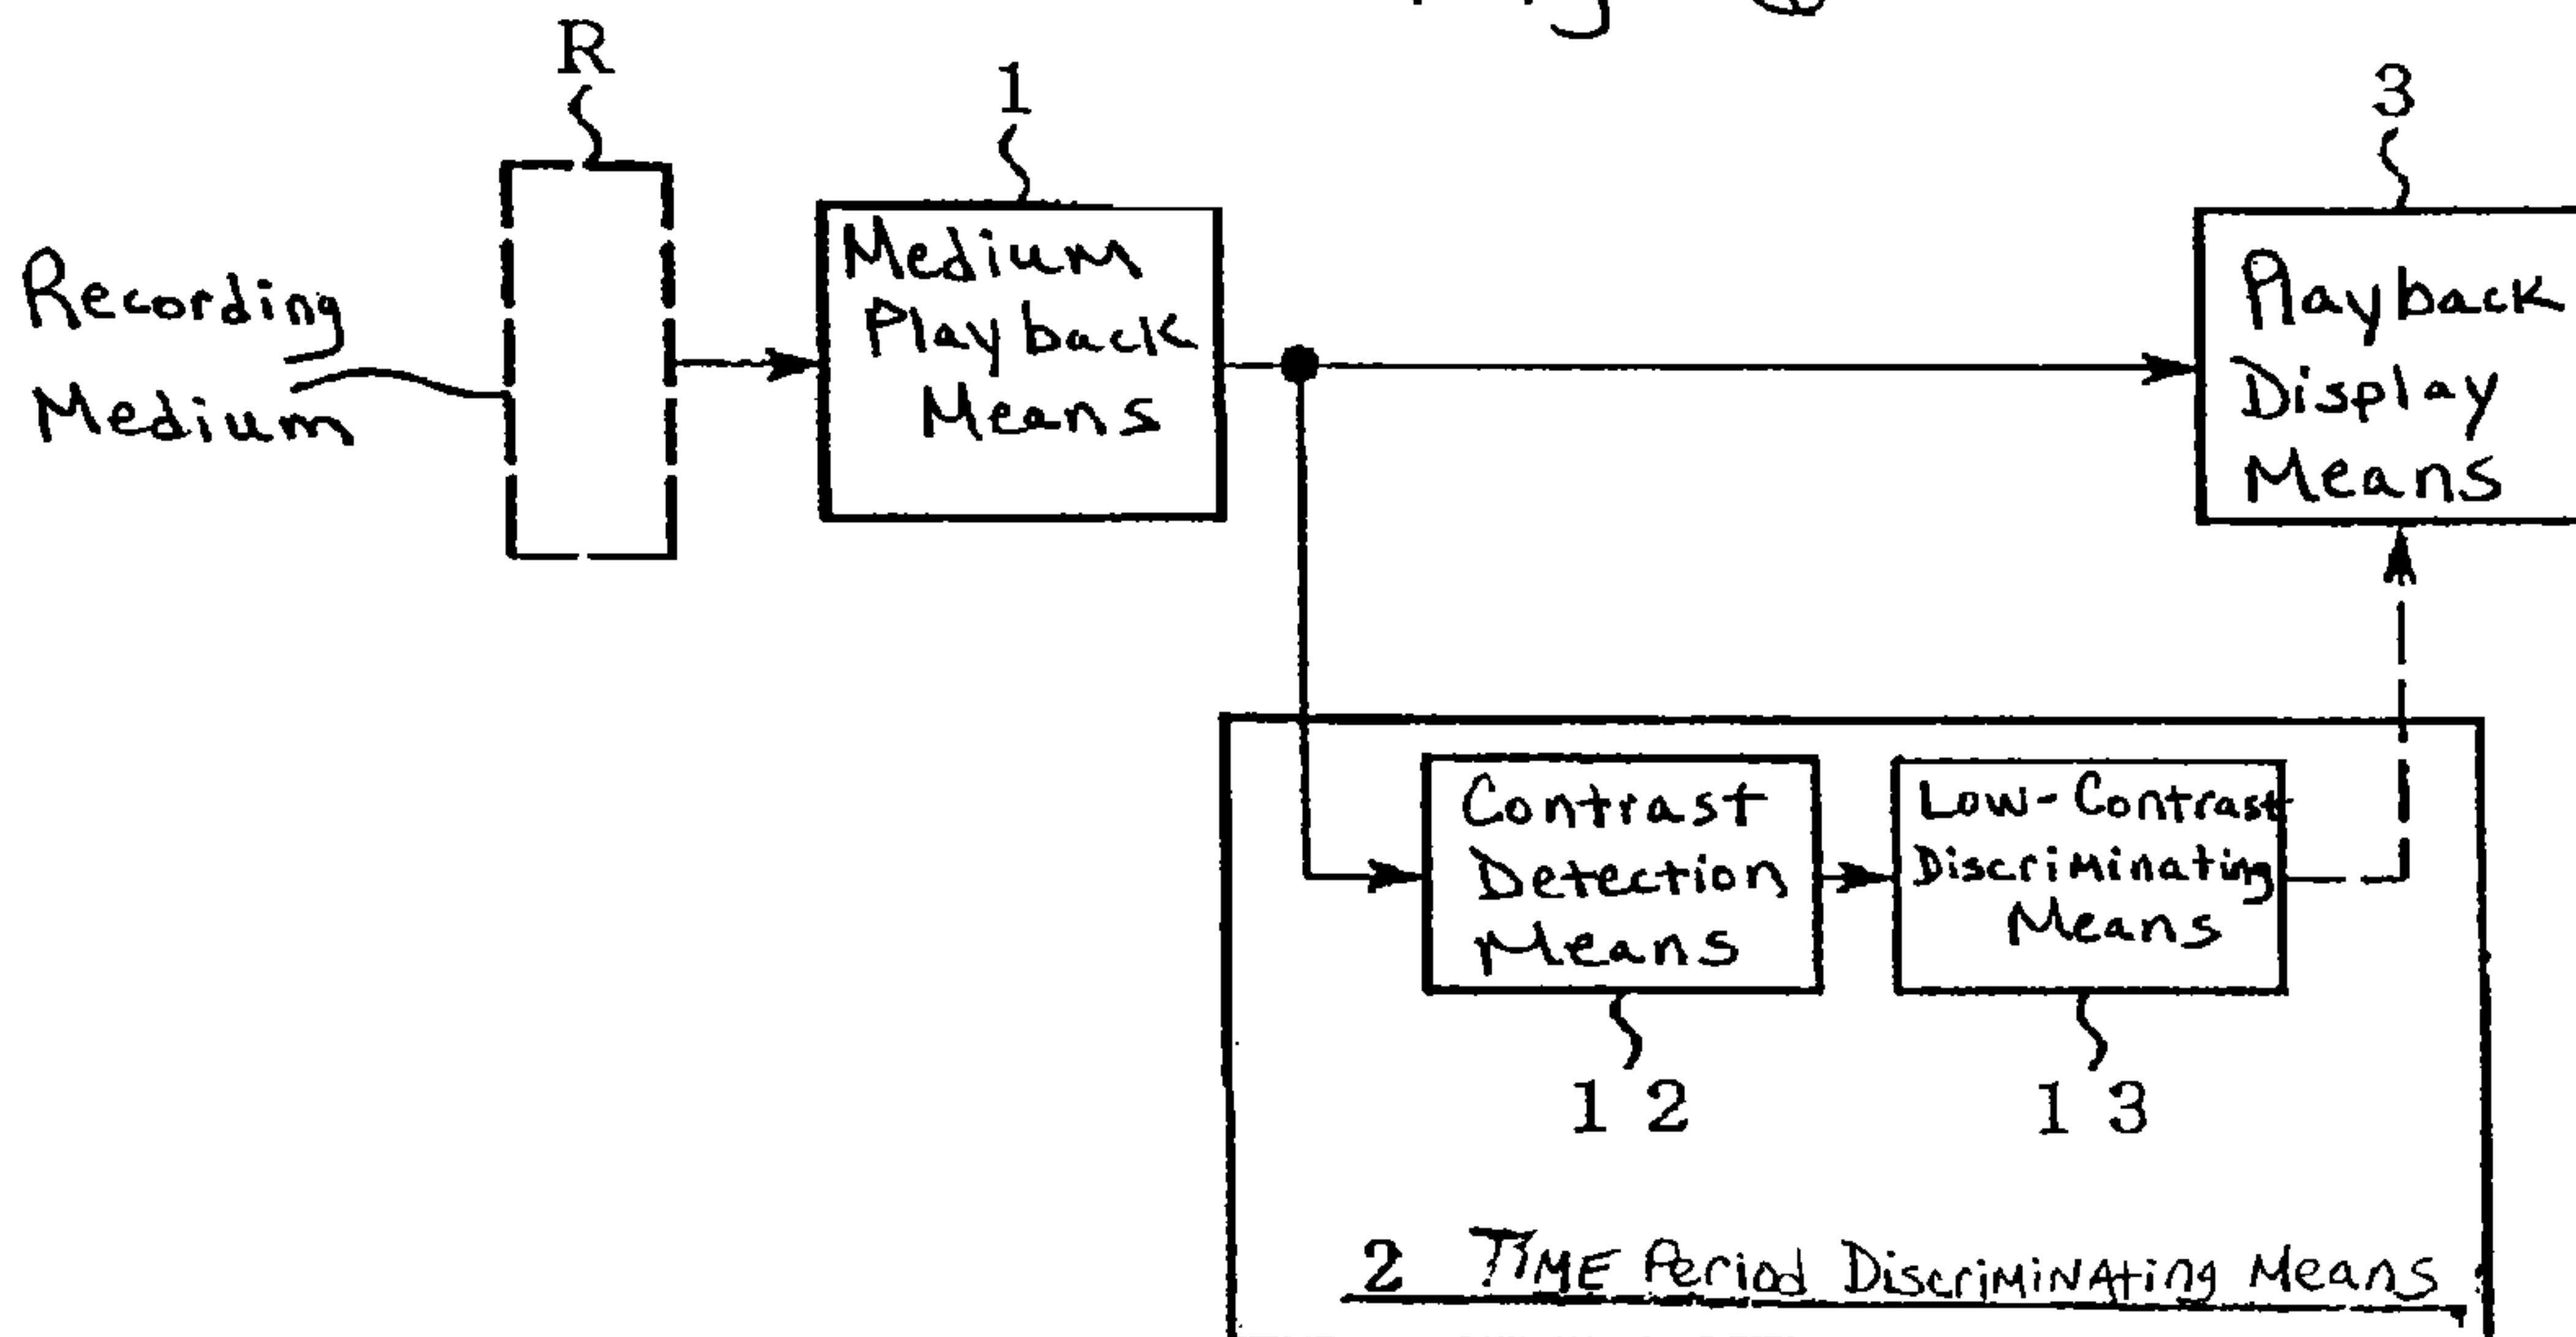 R
1
3
Recording
Medium
Medium
Playback
Means
Playback
Display
Means
Contrast
Detection
Means
Low-Contrast
Discriminating
Means
12
13
2 TIME Period Discriminating Means